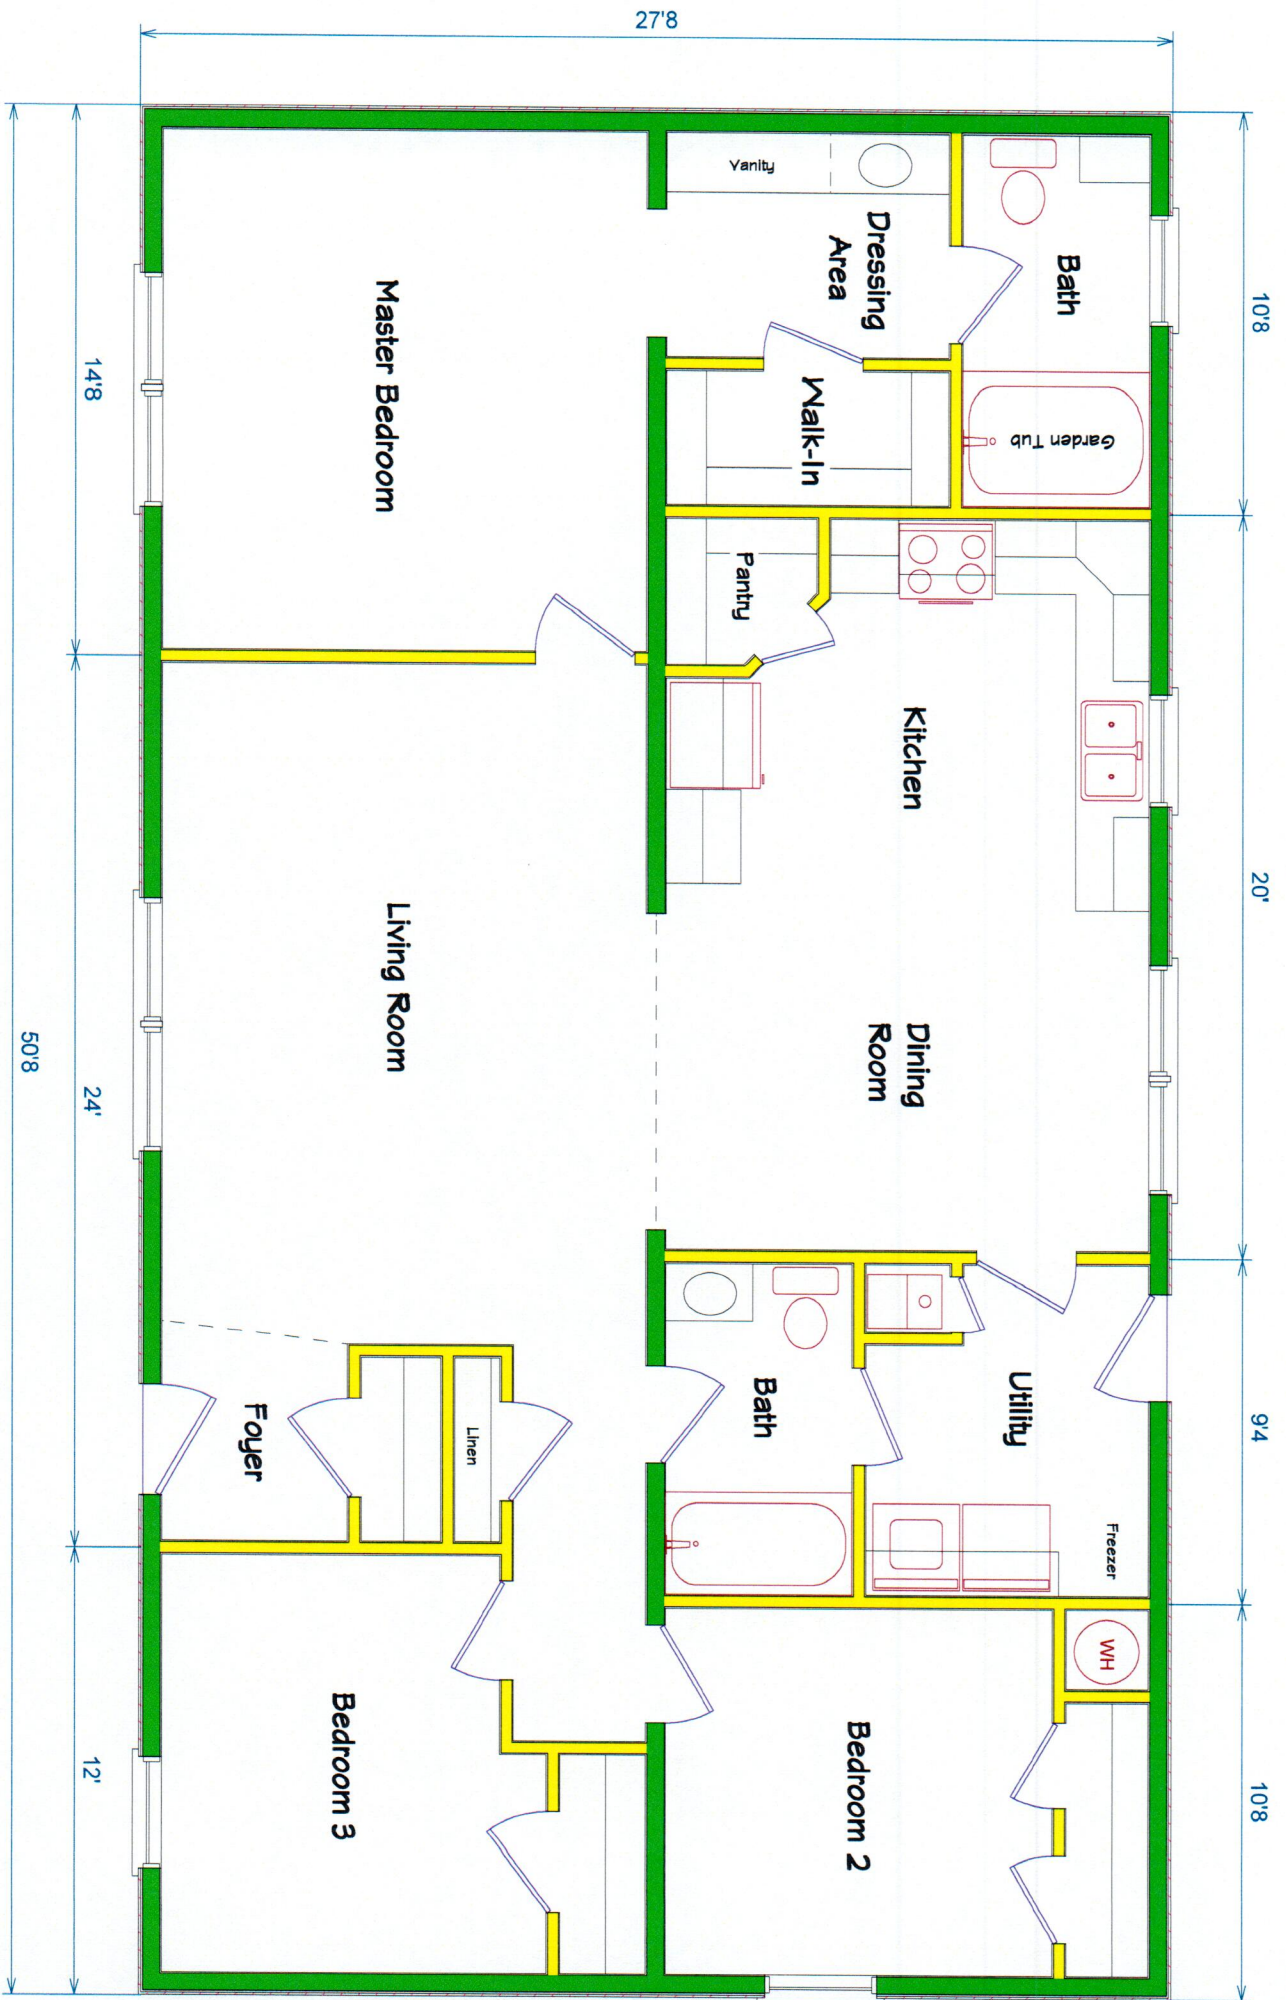 10'8
20'
9'4
10'8
Bath
Garden Tub
Vanity
Dressing
Area
Walk-In
Pantry
Kitchen
Dining
Room
Utility
Freezer
WH
Bath
Bedroom 2
Master Bedroom
Living Room
Linen
Foyer
Bedroom 3
14'8
24'
12'
50'8
27'8